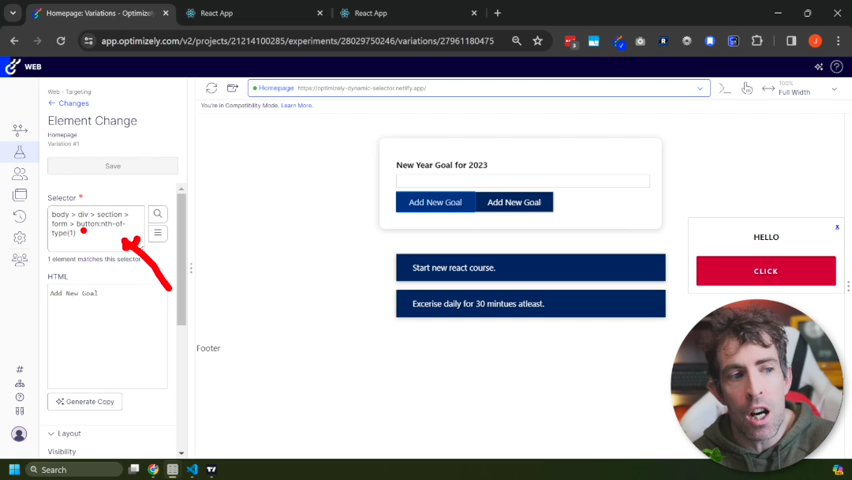 Homepage: Variations - Optimizely
React App
React App
app.optimizely.com/v2/projects/21214100285/experiments/28029750246/variations/27961180475
WEB
Web - Targeting
Changes
Element Change
Homepage
Variation #1
Save
Selector *
body > div > section >
form > button:nth-of-
type(1)
1 element matches this selector
HTML
Add New Goal
Generate Copy
Layout
Visibility
Homepage https://optimizely-dynamic-selector.netlify.app/
100%
Full Width
You're in Compatibility Mode. Learn More.
New Year Goal for 2023
Add New Goal
Add New Goal
Start new react course.
Excerise daily for 30 mintues atleast.
Footer
x
HELLO
CLICK
Search